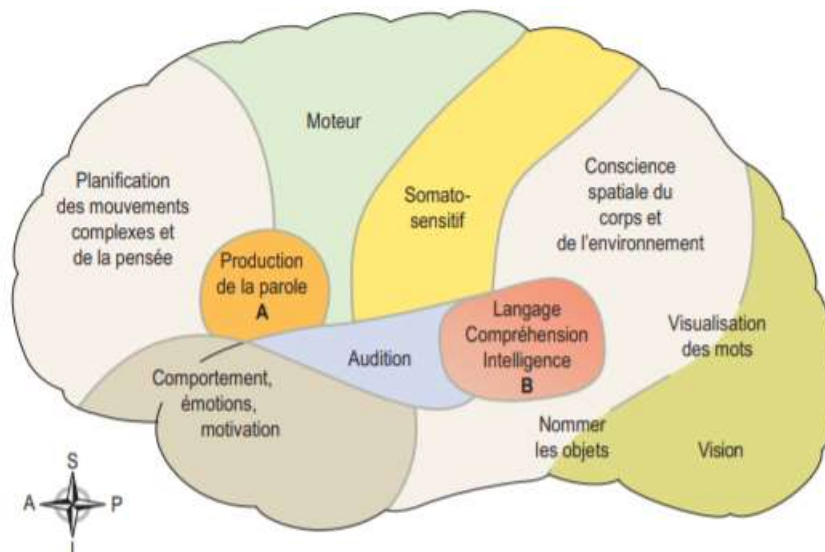 Moteur
Planification
des mouvements
complexes et
de la pensée
Somato-
sensitif
Conscience
spatiale du
corps et
de l'environnement
Production
de la parole
A
Langage
Compréhension
Intelligence
B
Audition
Visualisation
des mots
Comportement,
émotions,
motivation
Nommer
les objets
Vision
S
A P
I